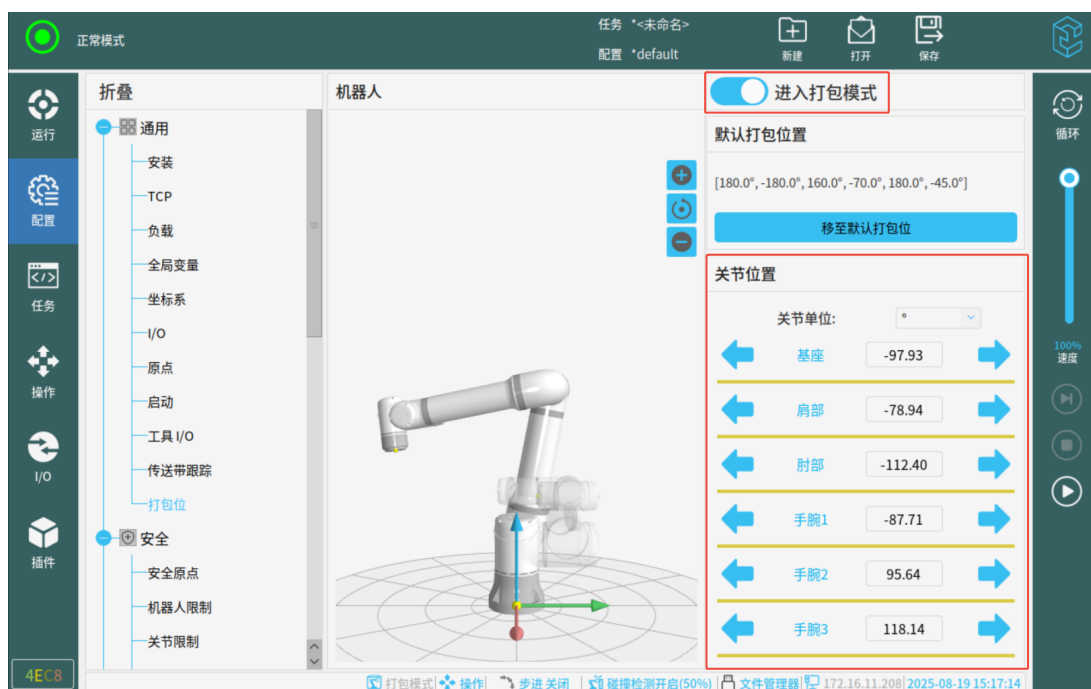 正常模式
任务 *<未命名>
配置 *default
新建
打开
保存
运行
配置
任务
操作
I/O
插件
4EC8
折叠
通用
安装
TCP
负载
全局变量
坐标系
I/O
原点
启动
工具 I/O
传送带跟踪
打包位
安全
安全原点
机器人限制
关节限制
机器人
进入打包模式
默认打包位置
[180.0°, -180.0°, 160.0°, -70.0°, 180.0°, -45.0°]
移至默认打包位
关节位置
关节单位: °
基座 -97.93
肩部 -78.94
肘部 -112.40
手腕1 -87.71
手腕2 95.64
手腕3 118.14
循环
100%
速度
打包模式 操作 步进 关闭 碰撞检测开启(50%) 文件管理器 172.16.11.208 2025-08-19 15:17:14